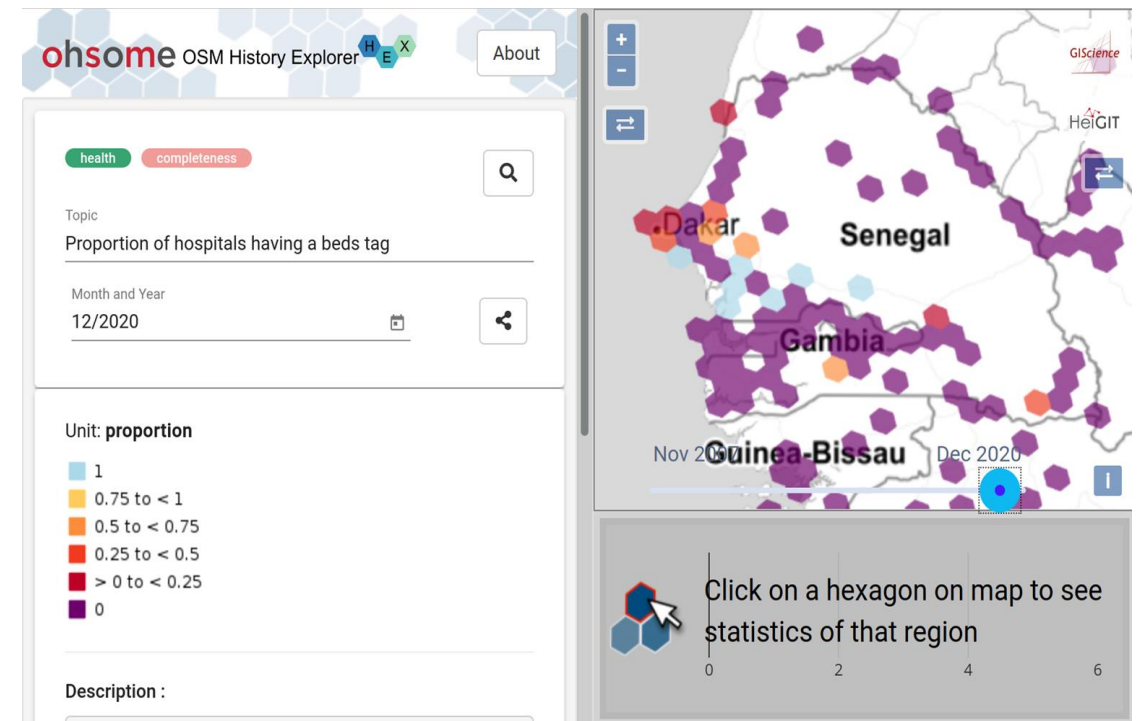 ohsome OSM History Explorer H E X
About
health
completeness
Topic
Proportion of hospitals having a beds tag
Month and Year
12/2020
Unit: proportion
1
0.75 to < 1
0.5 to < 0.75
0.25 to < 0.5
> 0 to < 0.25
0
Description :
+
−
GIScience
HeiGIT
Dakar
Senegal
Gambia
Guinea-Bissau
Nov 2007
Dec 2020
i
Click on a hexagon on map to see
statistics of that region
0 2 4 6